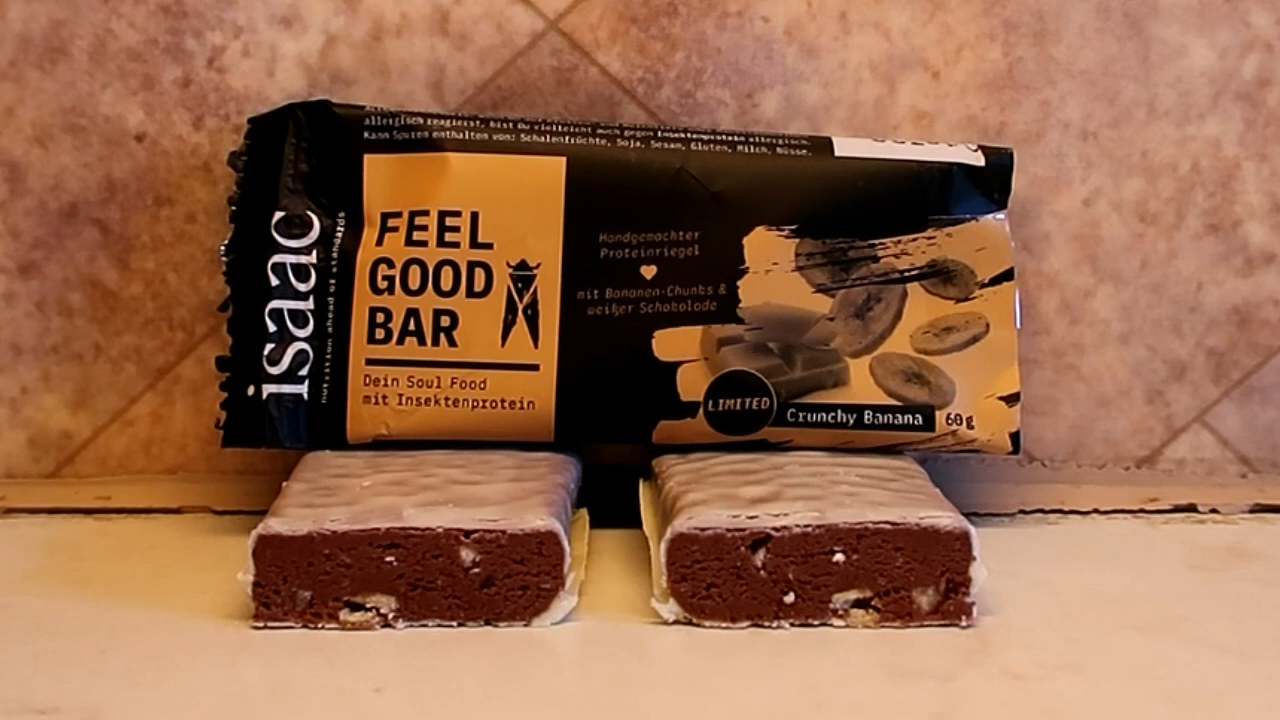 allergisch reagierst, bist Du vielleicht auch gegen Insektenprotein allergisch.
Kann Spuren enthalten von: Schalenfrüchte, Soja, Sesam, Gluten, Milch, Nüsse.
isaac
nutrition ahead of standards
FEEL
GOOD
BAR
Dein Soul Food
mit Insektenprotein
Handgemachter
Proteinriegel
mit Bananen-Chunks &
weißer Schokolade
LIMITED
Crunchy Banana
60g